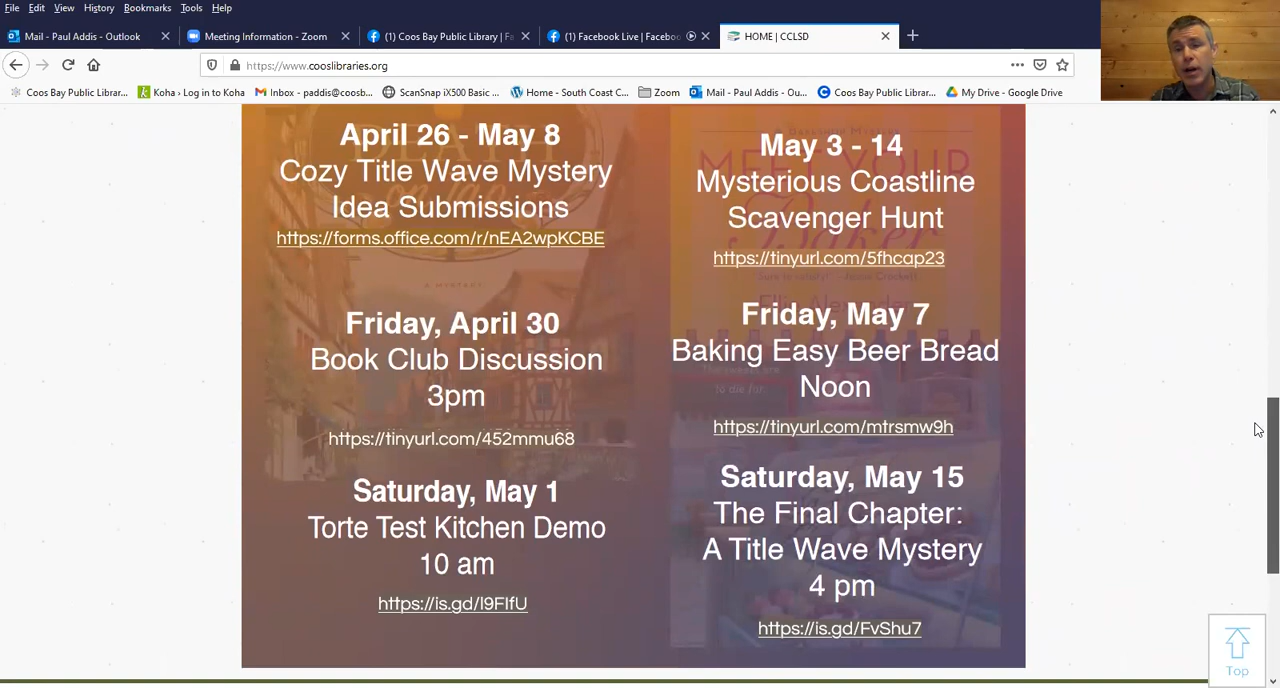 File Edit View History Bookmarks Tools Help
Mail - Paul Addis - Outlook
Meeting Information - Zoom
(1) Coos Bay Public Library | Fa
(1) Facebook Live | Faceboo
HOME | CCLSD
https://www.cooslibraries.org
Coos Bay Public Librar...
Koha › Log in to Koha
Inbox - paddis@coosb...
ScanSnap iX500 Basic ...
Home - South Coast C...
Zoom
Mail - Paul Addis - Ou...
Coos Bay Public Librar...
My Drive - Google Drive
April 26 - May 8
Cozy Title Wave Mystery
Idea Submissions
https://forms.office.com/r/nEA2wpKCBE
Friday, April 30
Book Club Discussion
3pm
https://tinyurl.com/452mmu68
Saturday, May 1
Torte Test Kitchen Demo
10 am
https://is.gd/l9FIfU
May 3 - 14
Mysterious Coastline
Scavenger Hunt
https://tinyurl.com/5fhcap23
Friday, May 7
Baking Easy Beer Bread
Noon
https://tinyurl.com/mtrsmw9h
Saturday, May 15
The Final Chapter:
A Title Wave Mystery
4 pm
https://is.gd/FvShu7
MEET YOUR
Baker
A MYSTERY
Top